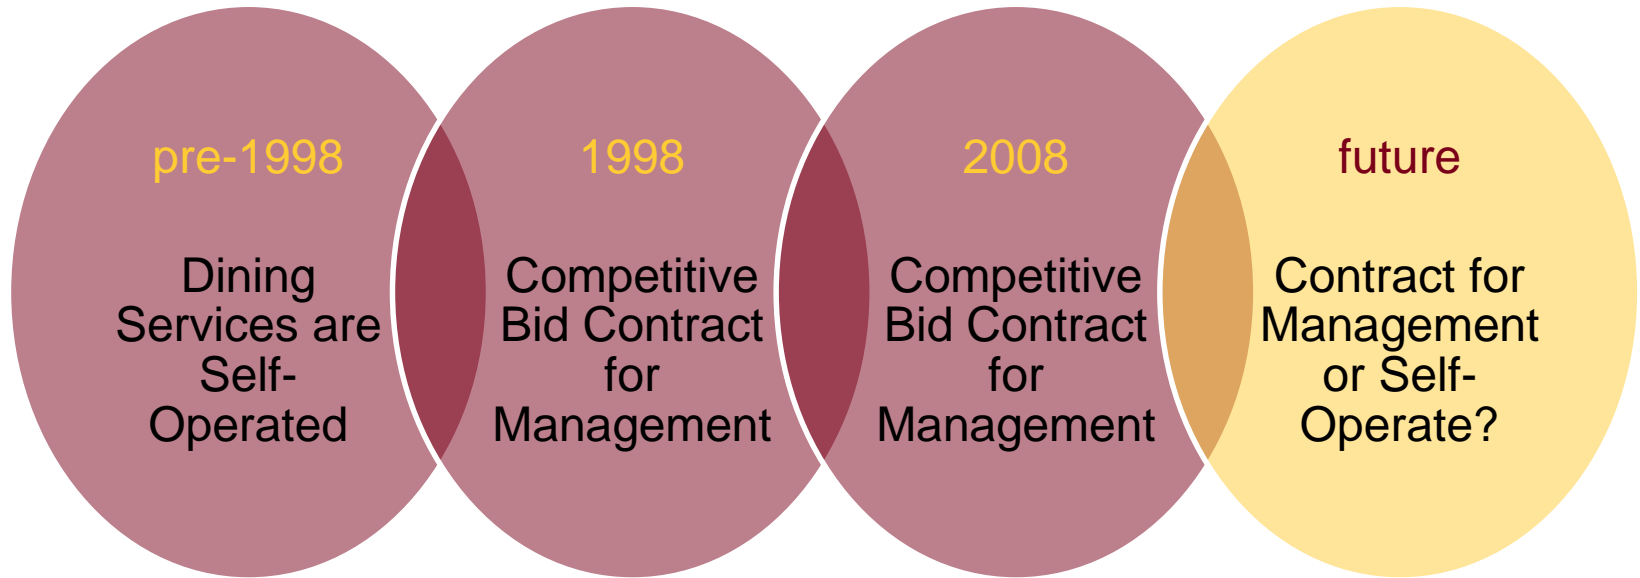 pre-1998
Dining
Services are
Self-
Operated
1998
Competitive
Bid Contract
for
Management
2008
Competitive
Bid Contract
for
Management
future
Contract for
Management
or Self-
Operate?